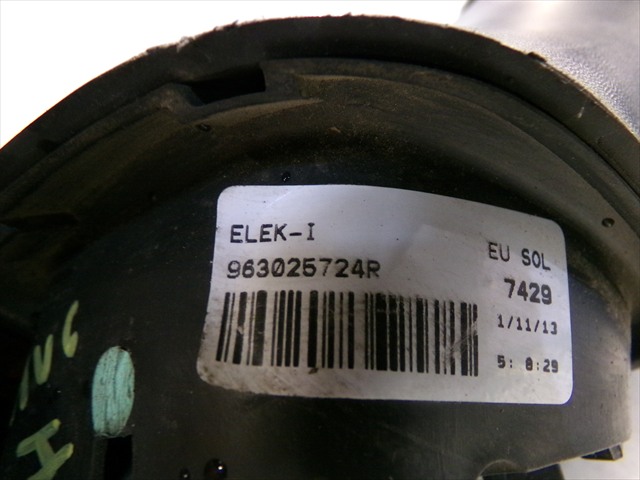 ELEK-I
963025724R
EU SOL
7429
1/11/13
5: 8:29